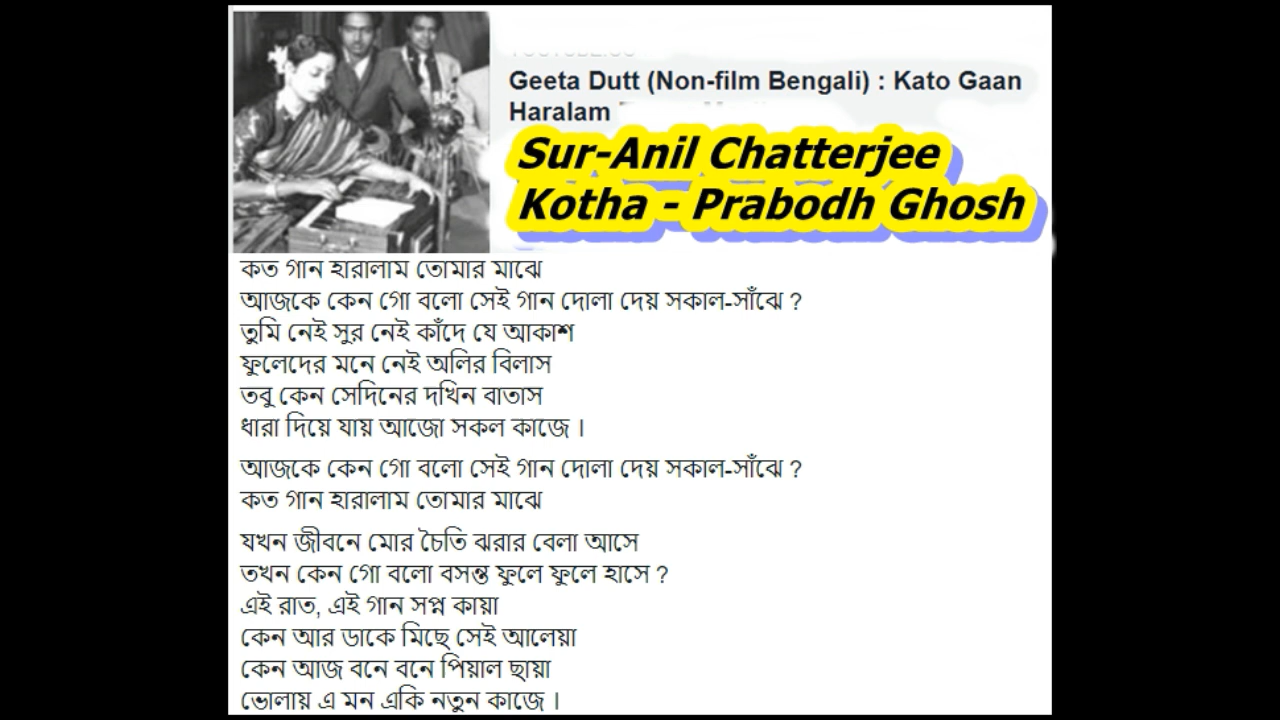 Geeta Dutt (Non-film Bengali) : Kato Gaan
Haralam
Sur-Anil Chatterjee
Kotha - Prabodh Ghosh
কত গান হারালাম তোমার মাঝে
আজকে কেন গো বলো সেই গান দোলা দেয় সকাল-সাঁঝে ?
তুমি নেই সুর নেই কাঁদে যে আকাশ
ফুলেদের মনে নেই অলির বিলাস
তবু কেন সেদিনের দখিন বাতাস
ধারা দিয়ে যায় আজো সকল কাজে ।
আজকে কেন গো বলো সেই গান দোলা দেয় সকাল-সাঁঝে ?
কত গান হারালাম তোমার মাঝে
যখন জীবনে মোর চৈতি ঝরার বেলা আসে
তখন কেন গো বলো বসন্ত ফুলে ফুলে হাসে ?
এই রাত, এই গান সপ্ন কায়া
কেন আর ডাকে মিছে সেই আলেয়া
কেন আজ বনে বনে পিয়াল ছায়া
ভোলায় এ মন একি নতুন কাজে ।